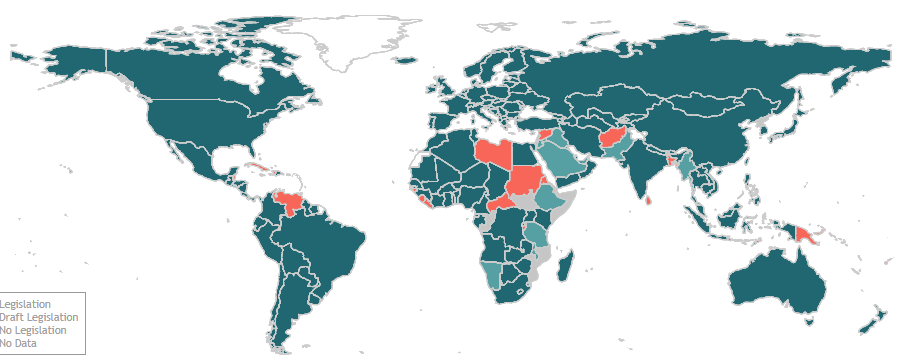 Legislation
Draft Legislation
No Legislation
No Data